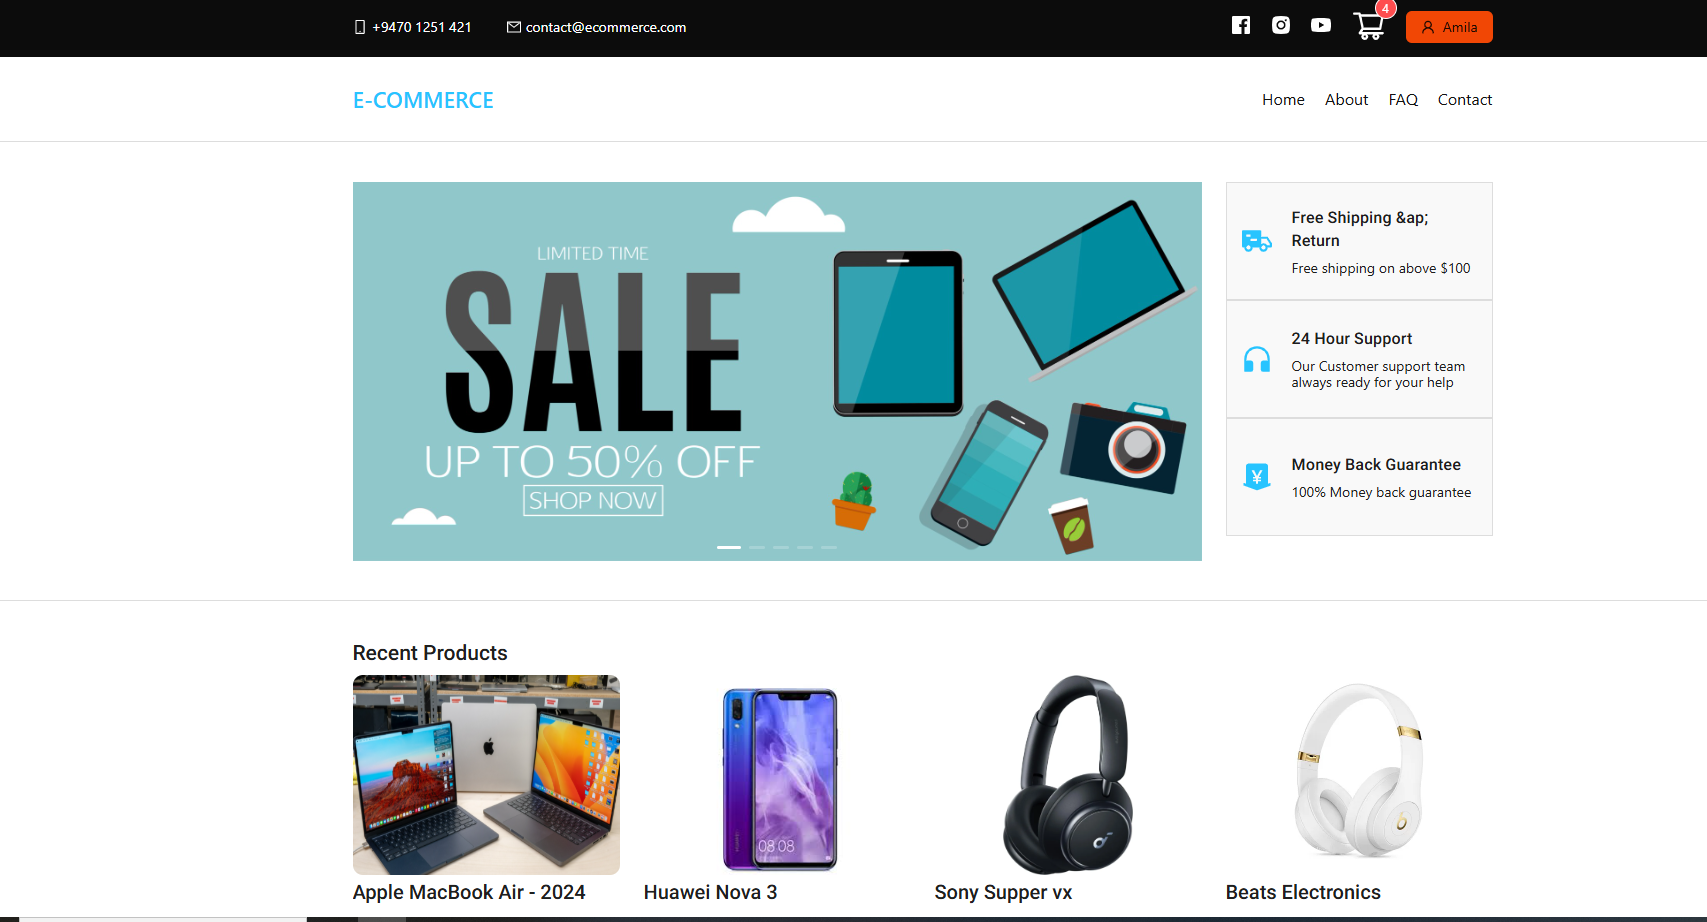 +9470 1251 421
contact@ecommerce.com
4
Amila
E-COMMERCE
Home
About
FAQ
Contact
LIMITED TIME
SALE
UP TO 50% OFF
SHOP NOW
Free Shipping &ap;
Return
Free shipping on above $100
24 Hour Support
Our Customer support team
always ready for your help
¥
Money Back Guarantee
100% Money back guarantee
Recent Products
08:08
Apple MacBook Air - 2024
Huawei Nova 3
Sony Supper vx
Beats Electronics